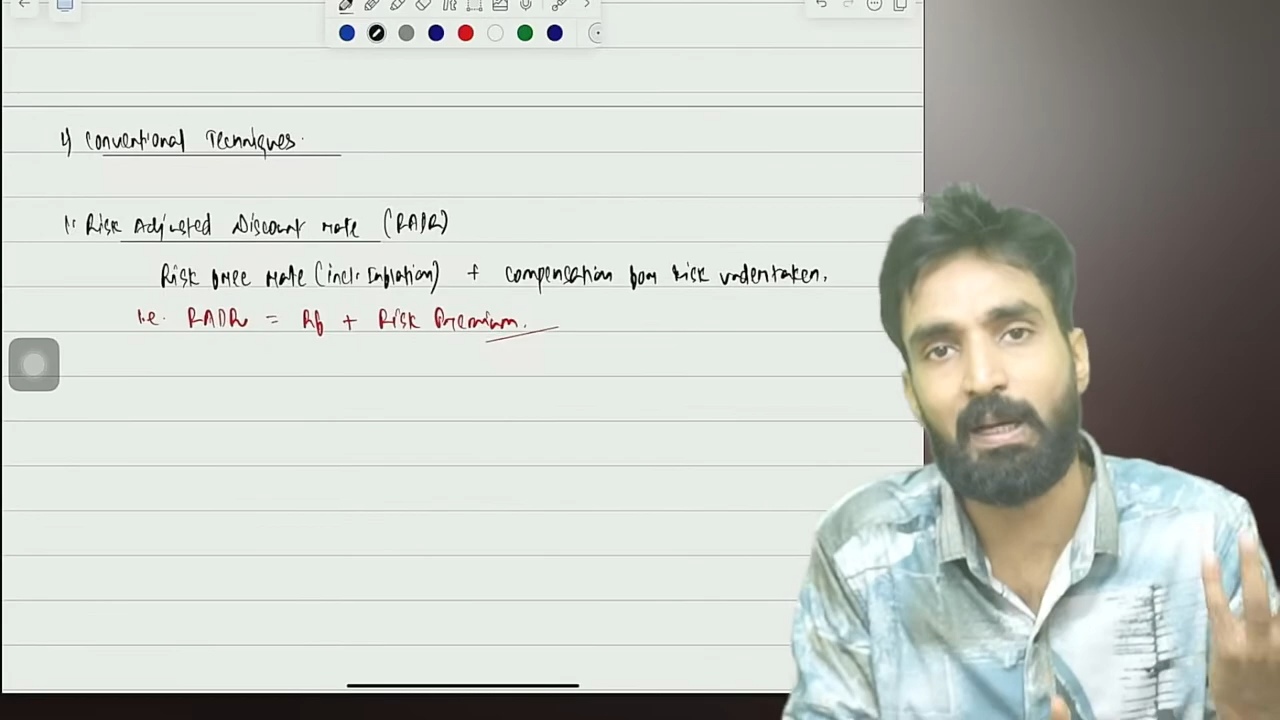 1) Conventional Techniques.
1. Risk Adjusted Discount rate (RADR)
Risk free rate (incl. Inflation) + compensation for risk undertaken.
i.e. RADR = Rf + Risk Premium.